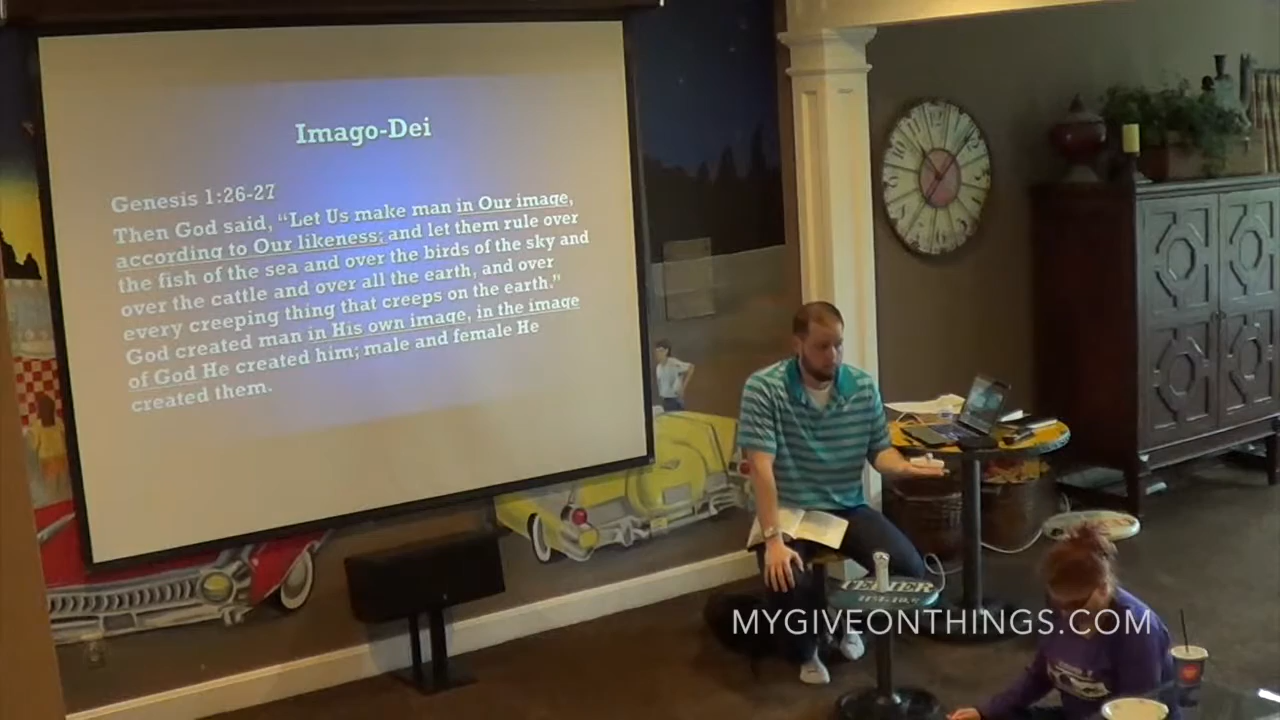 Imago-Dei
Genesis 1:26-27
Then God said, “Let Us make man in Our image,
according to Our likeness; and let them rule over
the fish of the sea and over the birds of the sky and
over the cattle and over all the earth, and over
every creeping thing that creeps on the earth.”
God created man in His own image, in the image
of God He created him; male and female He
created them.
MYGIVEONTHINGS.COM